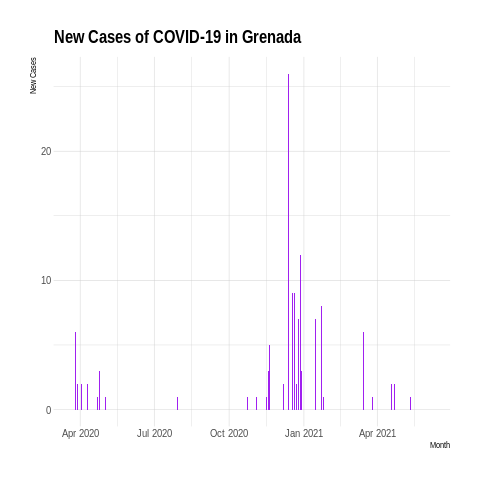 New Cases of COVID-19 in Grenada
New Cases
20
10
0
Apr 2020
Jul 2020
Oct 2020
Jan 2021
Apr 2021
Month